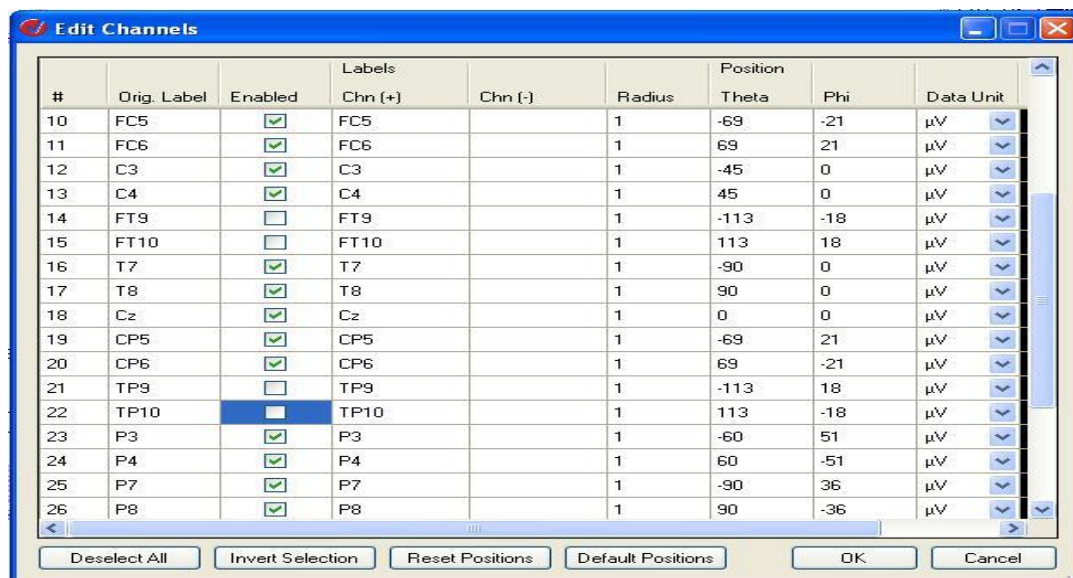 Edit Channels
Labels Position
# Orig. Label Enabled Chn (+) Chn (-) Radius Theta Phi Data Unit
10 FC5 FC5 1 -69 -21 µV
11 FC6 FC6 1 69 21 µV
12 C3 C3 1 -45 0 µV
13 C4 C4 1 45 0 µV
14 FT9 FT9 1 -113 -18 µV
15 FT10 FT10 1 113 18 µV
16 T7 T7 1 -90 0 µV
17 T8 T8 1 90 0 µV
18 Cz Cz 1 0 0 µV
19 CP5 CP5 1 -69 21 µV
20 CP6 CP6 1 69 -21 µV
21 TP9 TP9 1 -113 18 µV
22 TP10 TP10 1 113 -18 µV
23 P3 P3 1 -60 51 µV
24 P4 P4 1 60 -51 µV
25 P7 P7 1 -90 36 µV
26 P8 P8 1 90 -36 µV
Deselect All Invert Selection Reset Positions Default Positions OK Cancel